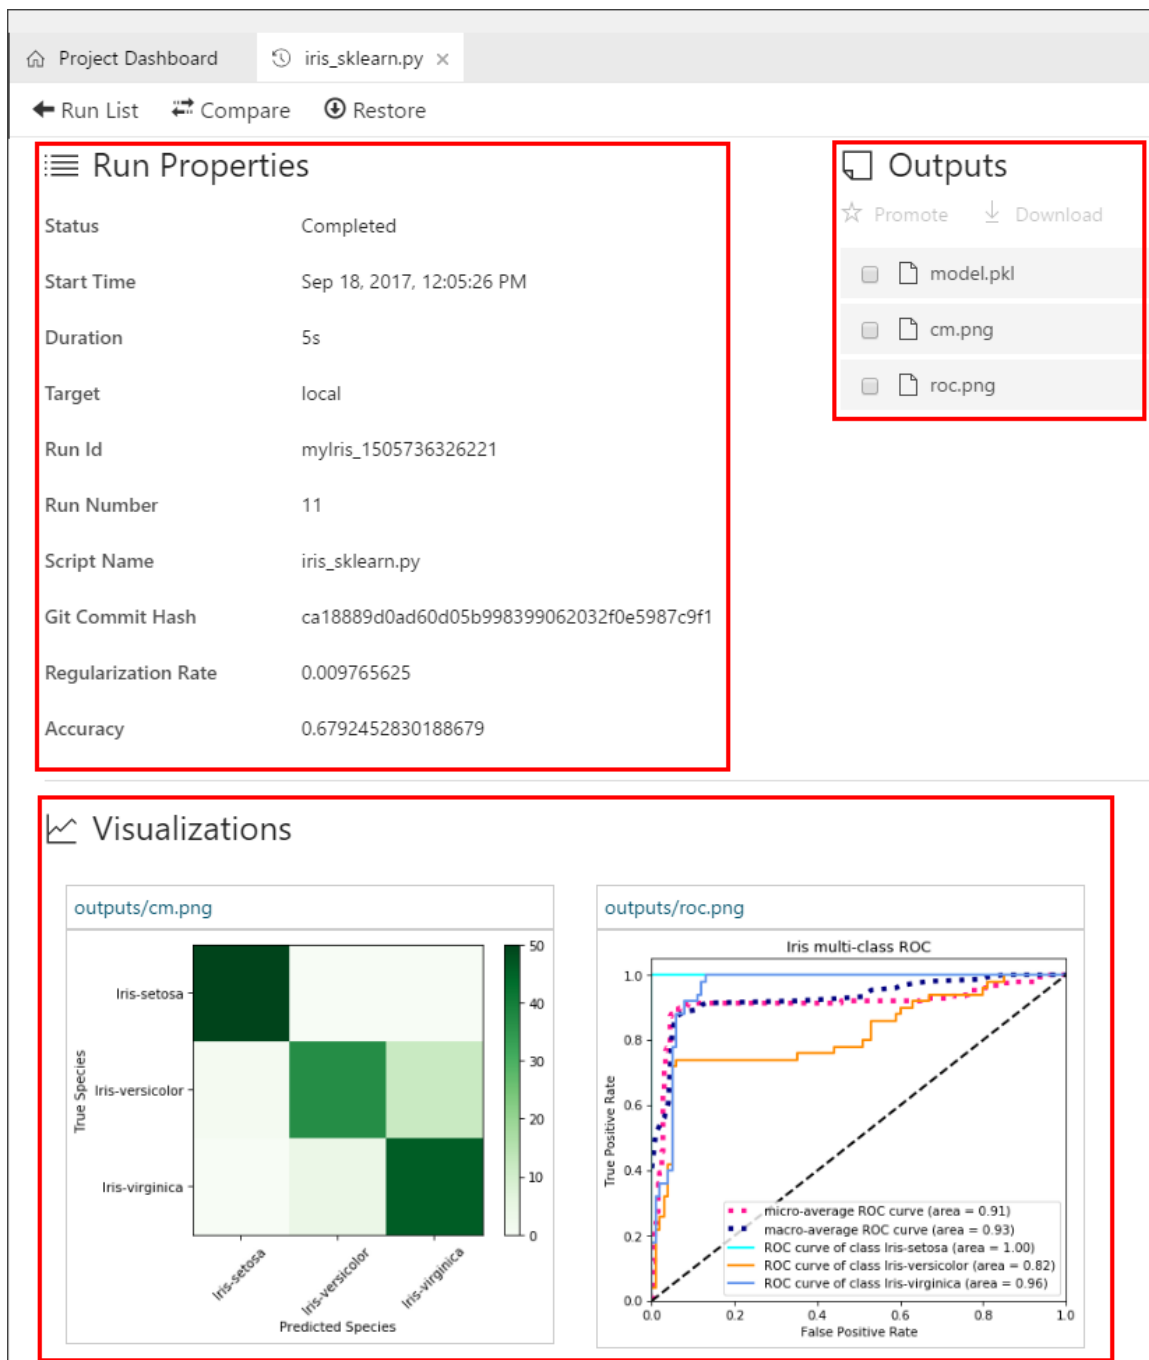 Project Dashboard iris_sklearn.py ×
Run List Compare Restore
Run Properties
Status Completed
Start Time Sep 18, 2017, 12:05:26 PM
Duration 5s
Target local
Run Id myIris_1505736326221
Run Number 11
Script Name iris_sklearn.py
Git Commit Hash ca18889d0ad60d05b998399062032f0e5987c9f1
Regularization Rate 0.009765625
Accuracy 0.6792452830188679
Outputs
Promote Download
model.pkl
cm.png
roc.png
Visualizations
outputs/cm.png
True Species
Iris-setosa
Iris-versicolor
Iris-virginica
50
40
30
20
10
0
Iris-setosa Iris-versicolor Iris-virginica
Predicted Species
outputs/roc.png
Iris multi-class ROC
True Positive Rate
1.0
0.8
0.6
0.4
0.2
0.0
micro-average ROC curve (area = 0.91)
macro-average ROC curve (area = 0.93)
ROC curve of class Iris-setosa (area = 1.00)
ROC curve of class Iris-versicolor (area = 0.82)
ROC curve of class Iris-virginica (area = 0.96)
0.0 0.2 0.4 0.6 0.8 1.0
False Positive Rate